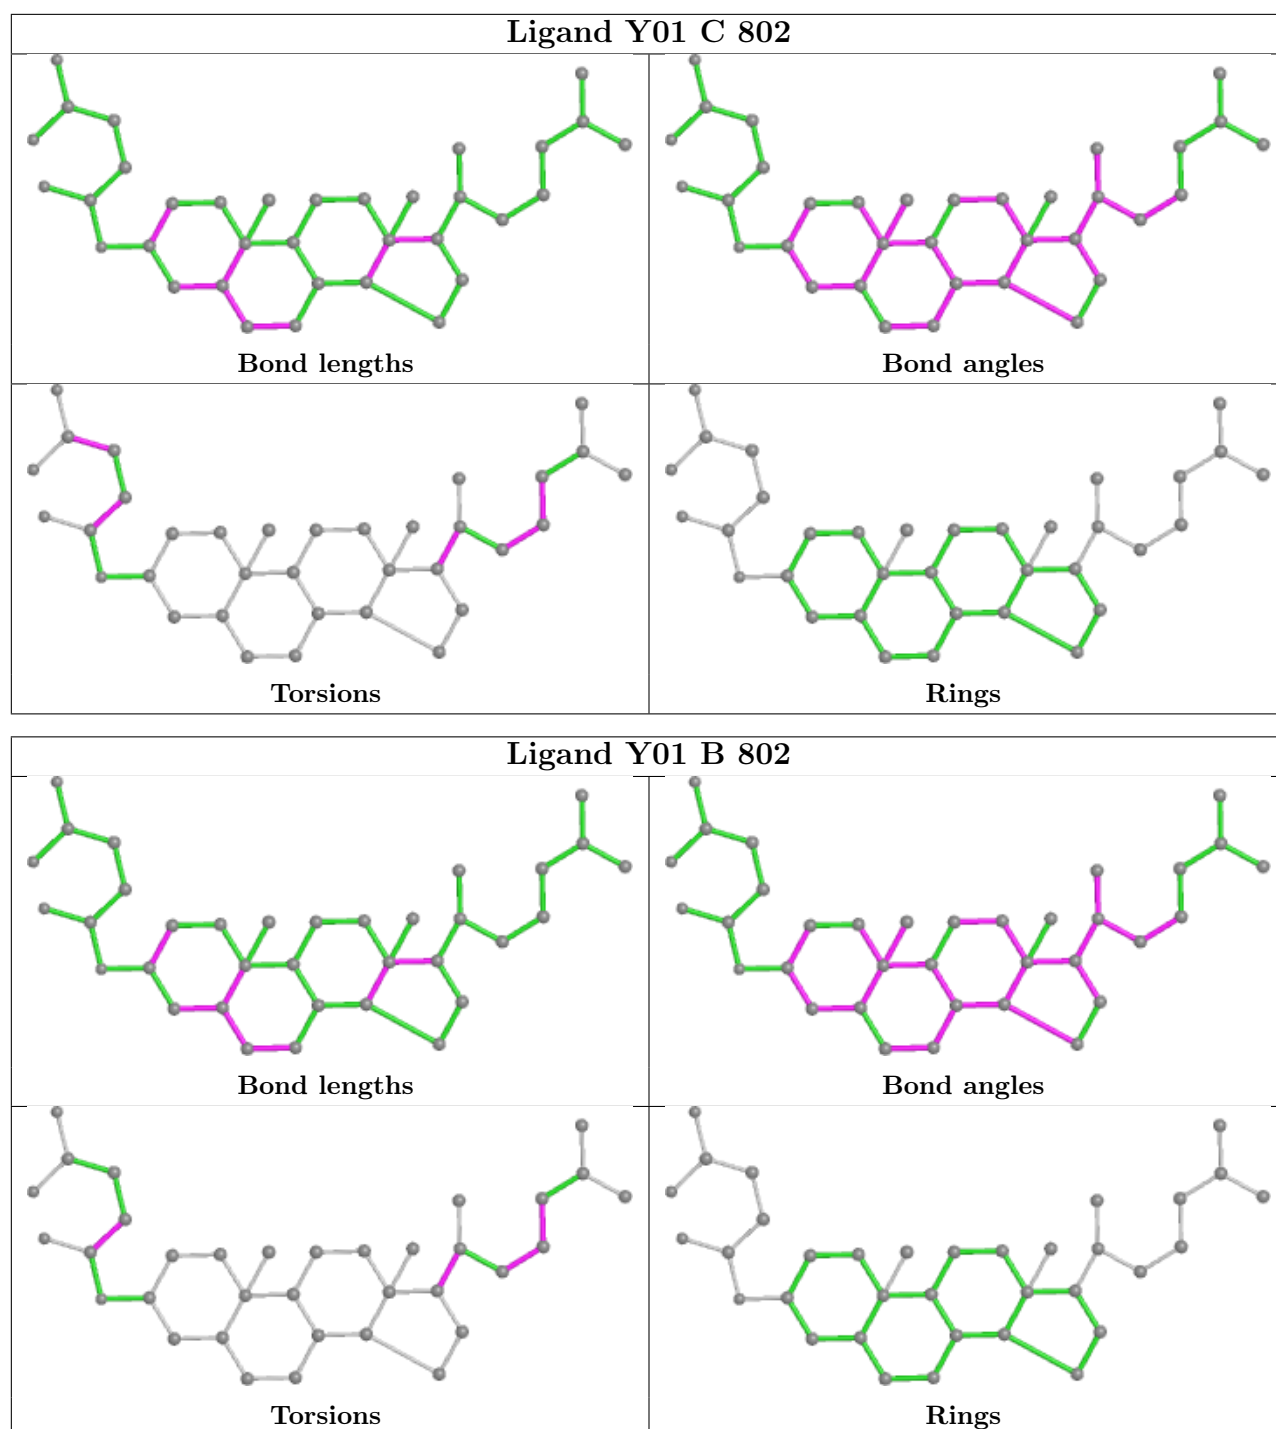 Ligand Y01 C 802
Bond lengths
Bond angles
Torsions
Rings
Ligand Y01 B 802
Bond lengths
Bond angles
Torsions
Rings